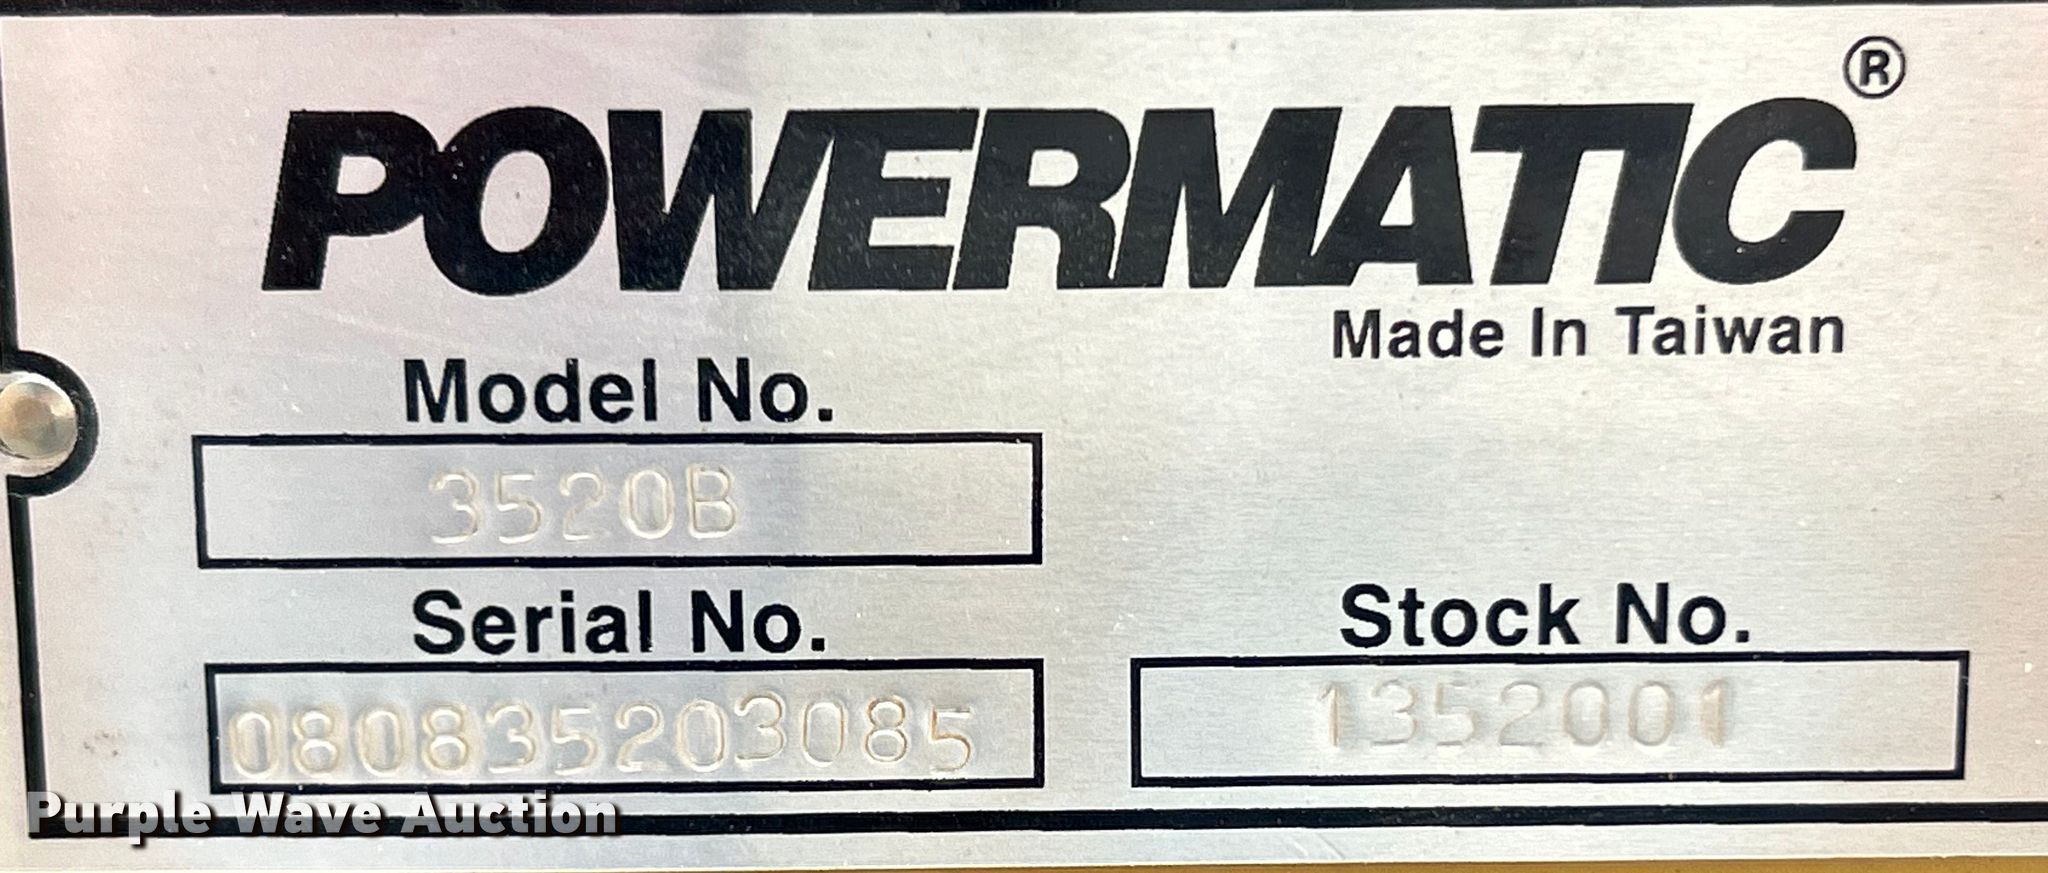 POWERMATIC®
Made In Taiwan
Model No.
3520B
Serial No.
080835203085
Stock No.
1352001
Purple Wave Auction